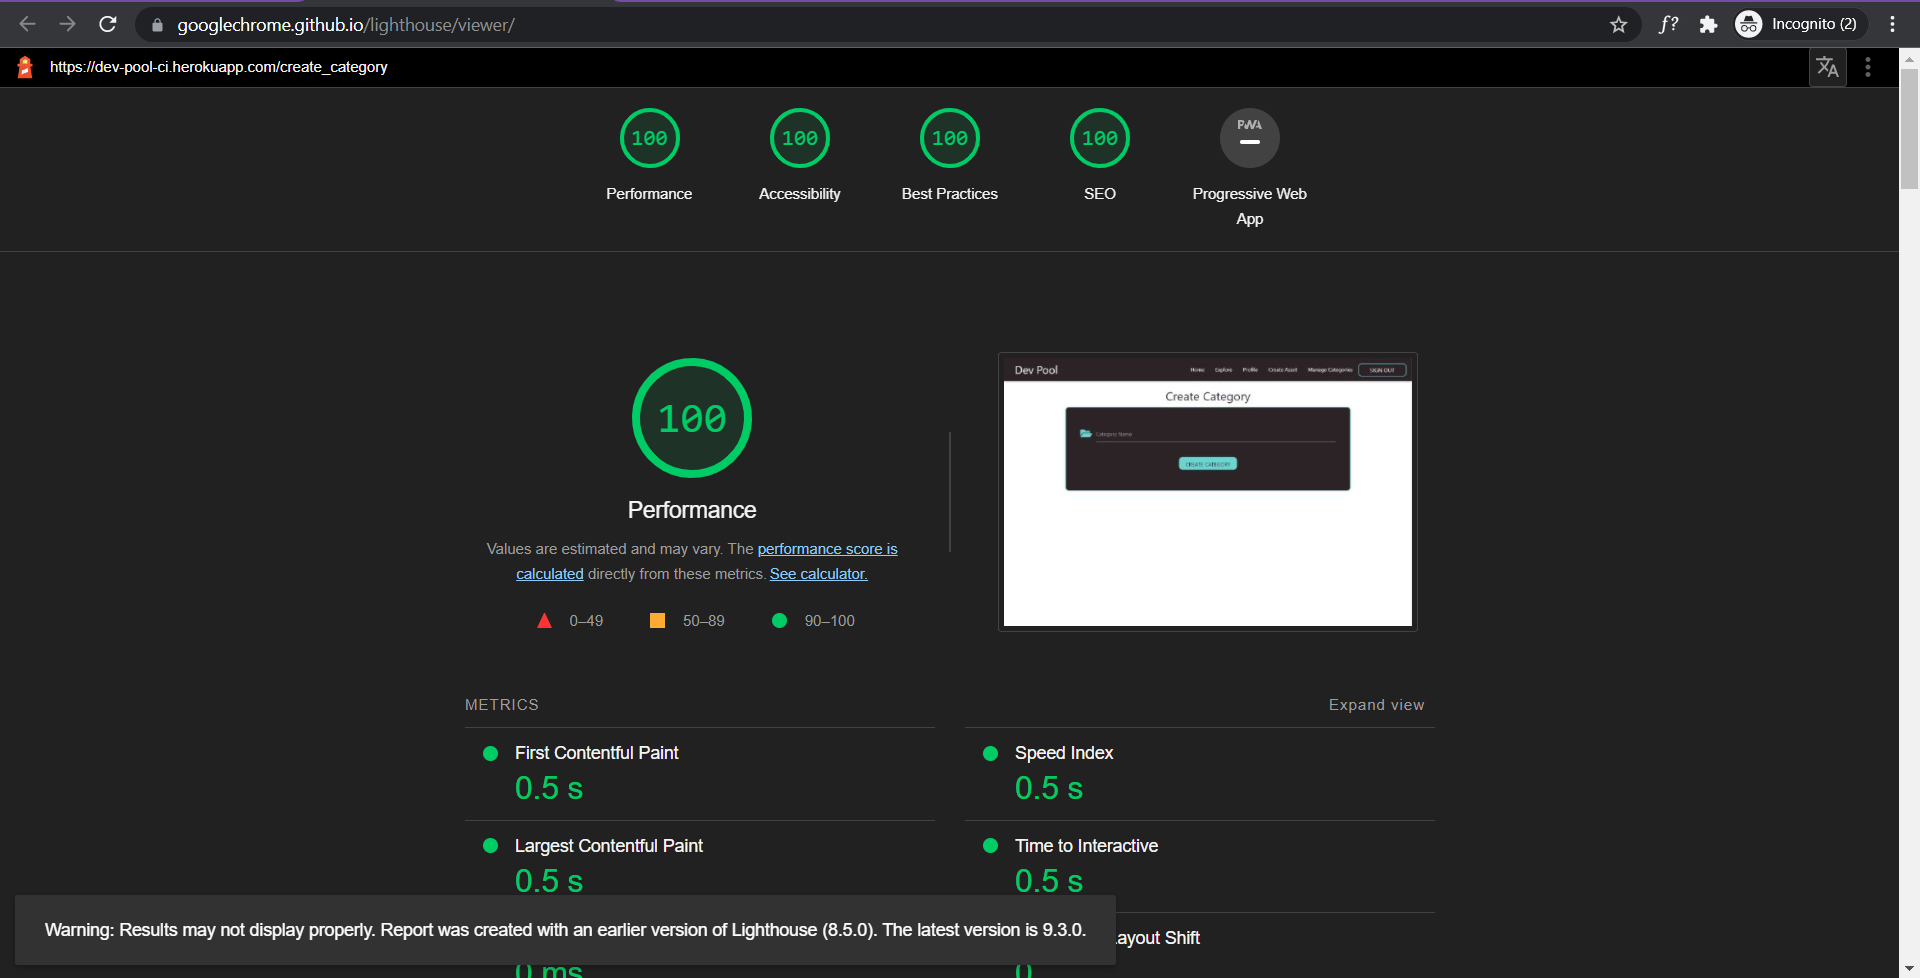 googlechrome.github.io/lighthouse/viewer/
f?
Incognito (2)
https://dev-pool-ci.herokuapp.com/create_category
100
100
100
100
PWA
Performance
Accessibility
Best Practices
SEO
Progressive Web
App
100
Performance
Values are estimated and may vary. The performance score is
calculated directly from these metrics. See calculator.
0–49
50–89
90–100
Dev Pool
Home
Explore
Profile
Create Asset
Manage Categories
SIGN OUT
Create Category
Category Name
CREATE CATEGORY
METRICS
Expand view
First Contentful Paint
0.5 s
Speed Index
0.5 s
Largest Contentful Paint
0.5 s
Time to Interactive
0.5 s
Warning: Results may not display properly. Report was created with an earlier version of Lighthouse (8.5.0). The latest version is 9.3.0.
ayout Shift
0 ms
0